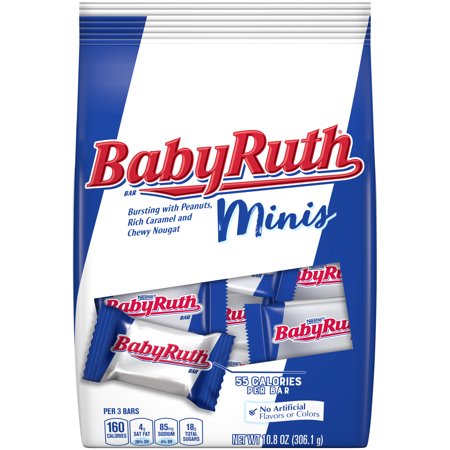 BabyRuth®
BAR
Bursting with Peanuts,
Rich Caramel and
Chewy Nougat
Minis
Nestlé
BabyRuth
BAR
Nestlé
BabyRuth
BabyRuth
BAR
55 CALORIES
PER BAR
No Artificial
Flavors or Colors
PER 3 BARS
160
CALORIES
4g
SAT FAT
85mg
SODIUM
18g
TOTAL
SUGARS
NET WT 10.8 OZ (306.1 g)